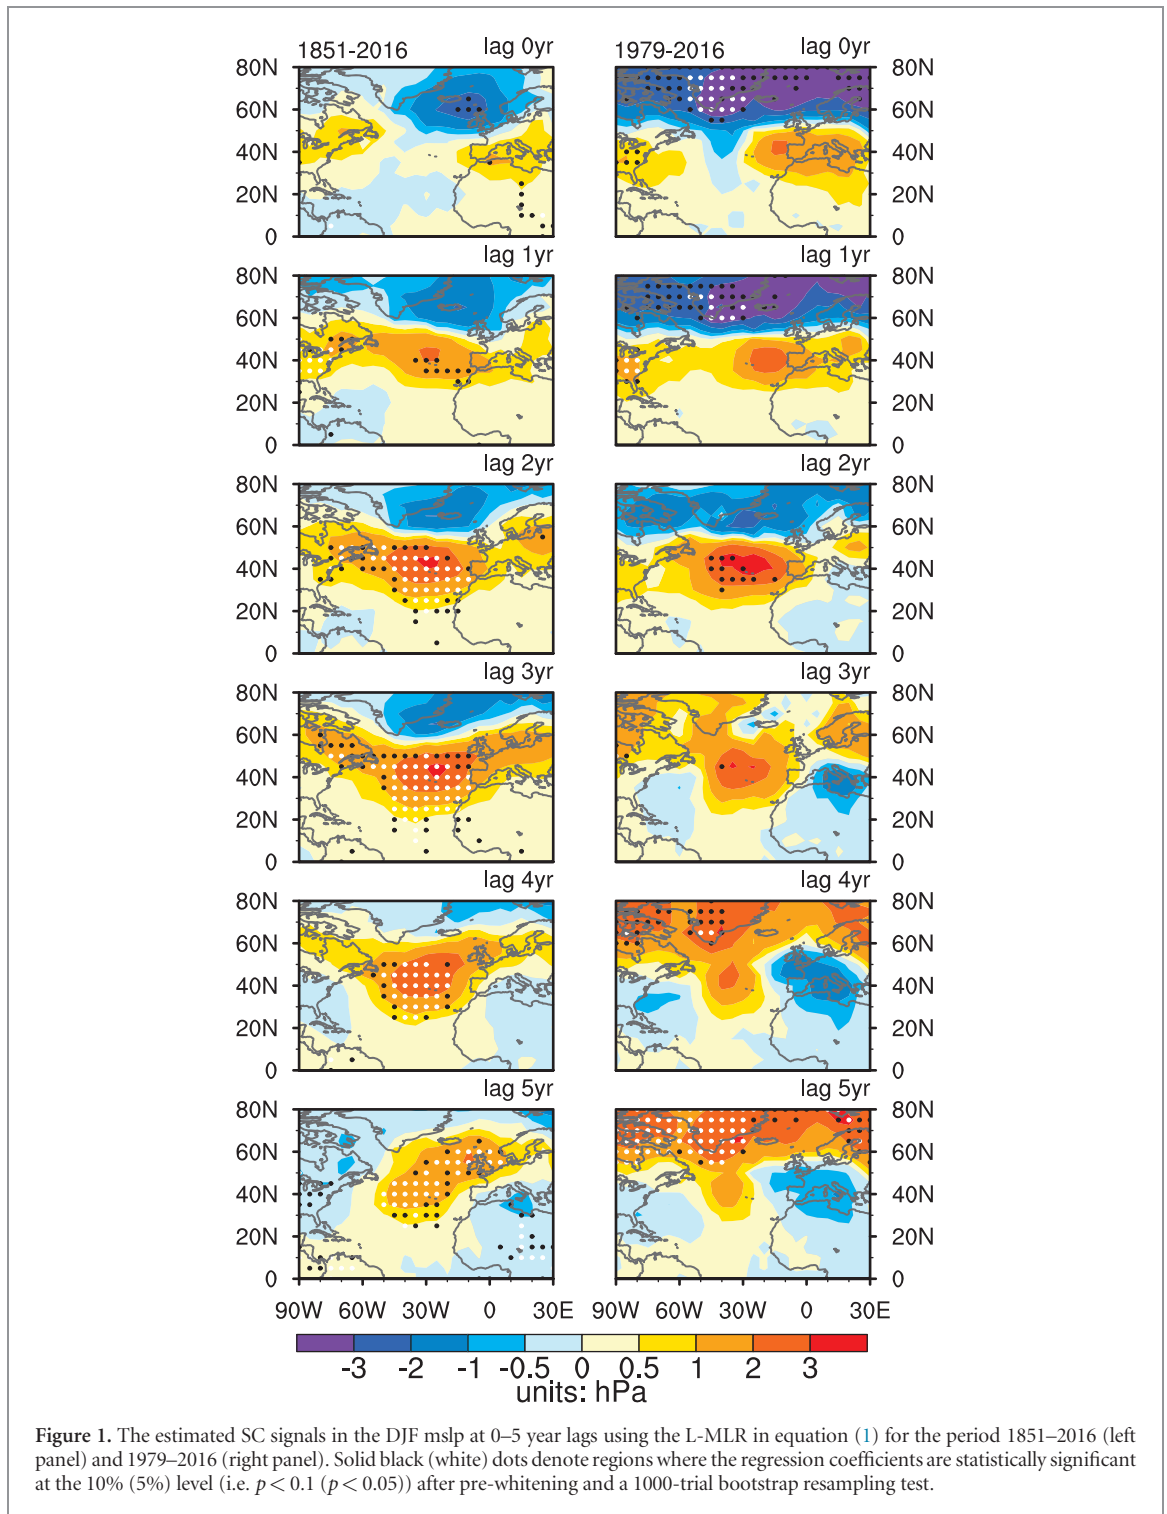 1851-2016 lag 0yr 1979-2016 lag 0yr
80N 80N
60N 60N
40N 40N
20N 20N
0 0
lag 1yr lag 1yr
80N 80N
60N 60N
40N 40N
20N 20N
0 0
lag 2yr lag 2yr
80N 80N
60N 60N
40N 40N
20N 20N
0 0
lag 3yr lag 3yr
80N 80N
60N 60N
40N 40N
20N 20N
0 0
lag 4yr lag 4yr
80N 80N
60N 60N
40N 40N
20N 20N
0 0
lag 5yr lag 5yr
80N 80N
60N 60N
40N 40N
20N 20N
0 0
90W 60W 30W 0 30E 90W 60W 30W 0 30E
-3 -2 -1 -0.5 0 0.5 1 2 3
units: hPa
Figure 1. The estimated SC signals in the DJF mslp at 0–5 year lags using the L-MLR in equation (1) for the period 1851–2016 (left
panel) and 1979–2016 (right panel). Solid black (white) dots denote regions where the regression coefficients are statistically significant
at the 10% (5%) level (i.e. p < 0.1 (p < 0.05)) after pre-whitening and a 1000-trial bootstrap resampling test.